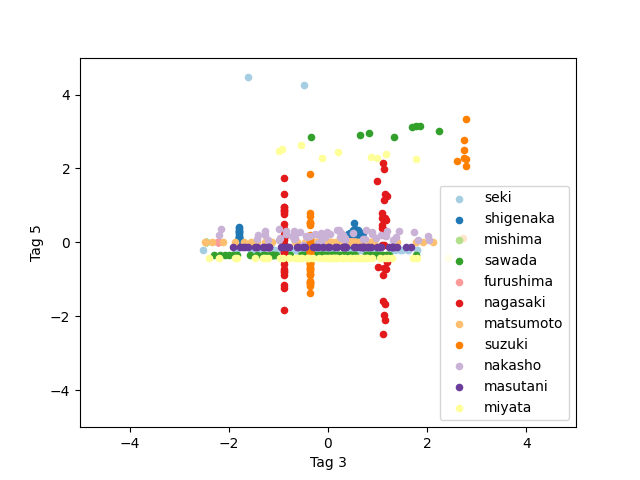 4
2
0
−2
−4
Tag 5
−4
−2
0
2
4
Tag 3
seki
shigenaka
mishima
sawada
furushima
nagasaki
matsumoto
suzuki
nakasho
masutani
miyata